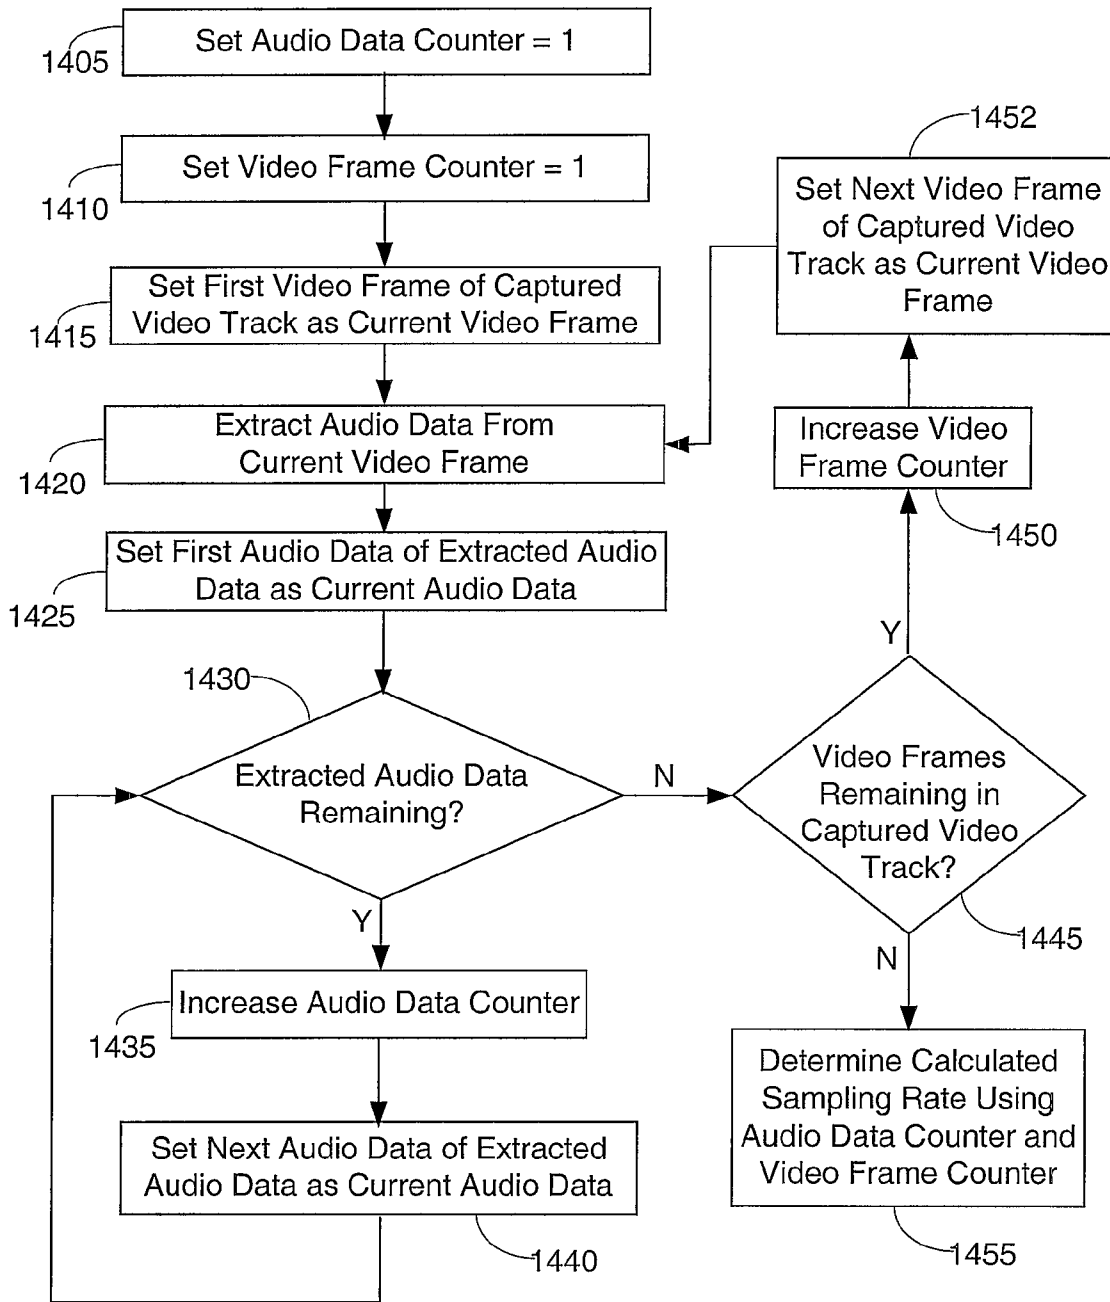 Set Audio Data Counter = 1
1405
Set Video Frame Counter = 1
1410
Set First Video Frame of Captured
Video Track as Current Video Frame
1415
Extract Audio Data From
Current Video Frame
1420
Set First Audio Data of Extracted Audio
Data as Current Audio Data
1425
1430
Extracted Audio Data
Remaining?
N
Y
Increase Audio Data Counter
1435
Set Next Audio Data of Extracted
Audio Data as Current Audio Data
1440
1452
Set Next Video Frame
of Captured Video
Track as Current Video
Frame
Increase Video
Frame Counter
1450
Y
Video Frames
Remaining in
Captured Video
Track?
1445
N
Determine Calculated
Sampling Rate Using
Audio Data Counter and
Video Frame Counter
1455